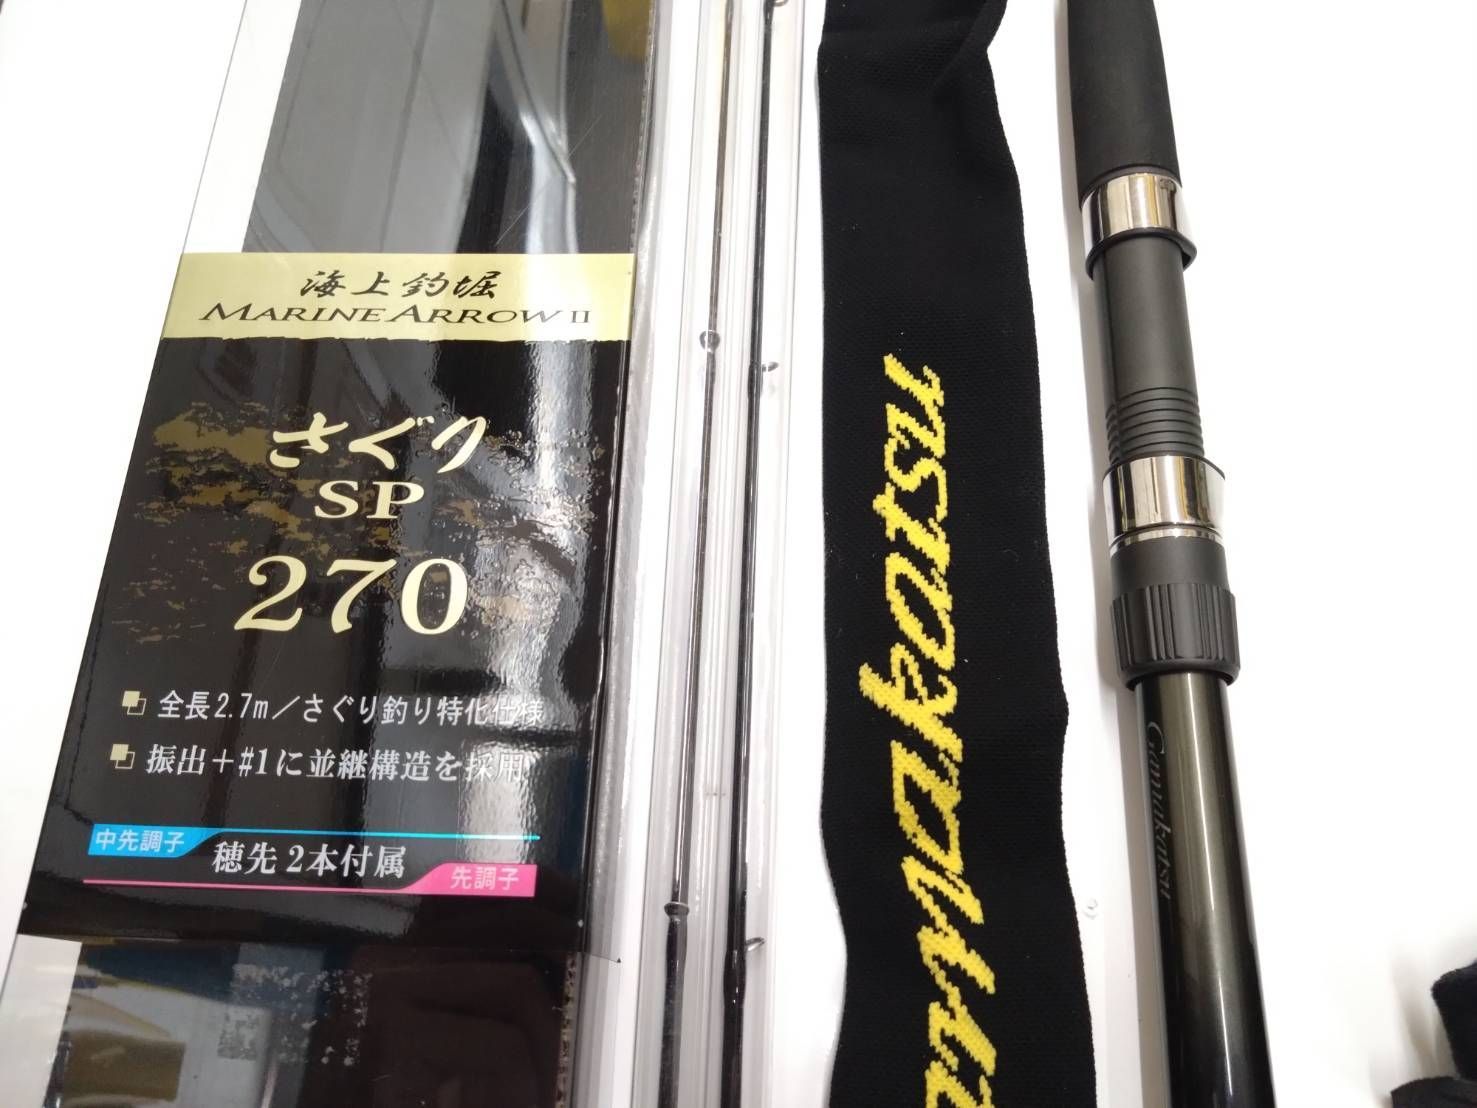 海上釣堀
MARINE ARROW II
さぐり
SP
270
全長2.7m/さぐり釣り特化仕様
振出+#1に並継構造を採用
中先調子
穂先2本付属
先調子
Gamakatsu